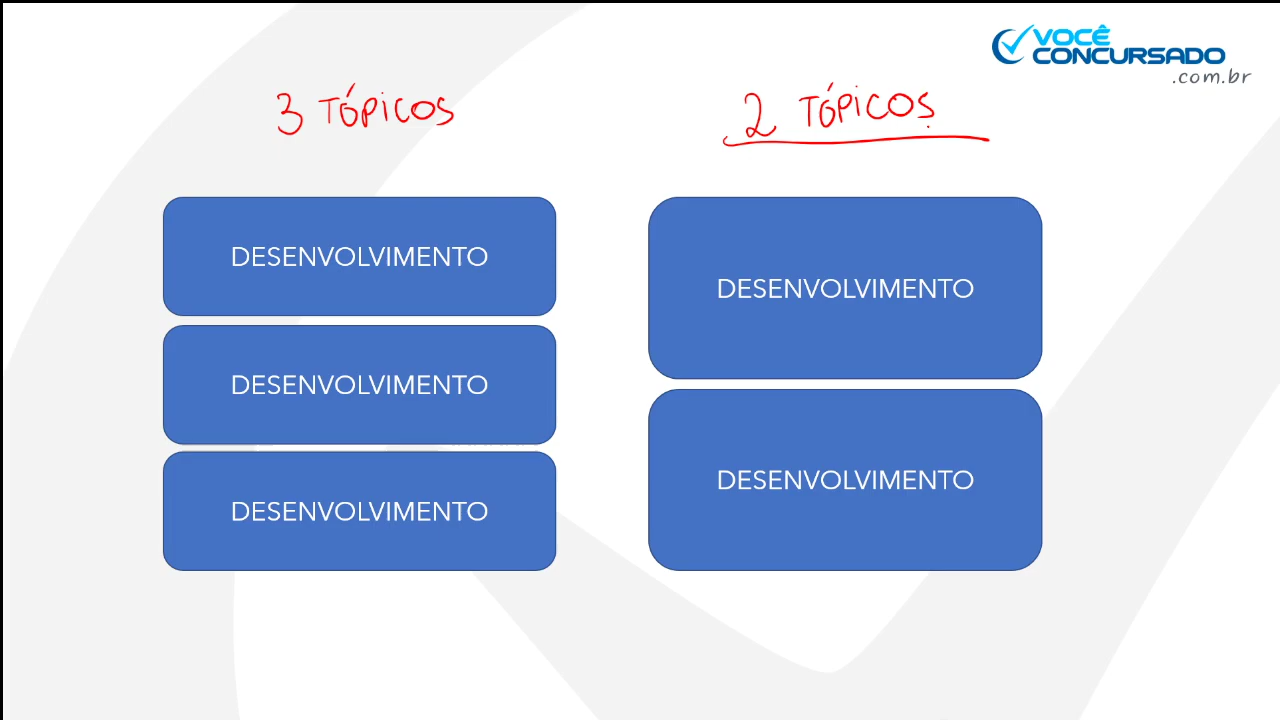 VOCÊ
CONCURSADO
.com.br
3 TÓPICOS
2 TÓPICOS
DESENVOLVIMENTO
DESENVOLVIMENTO
DESENVOLVIMENTO
DESENVOLVIMENTO
DESENVOLVIMENTO